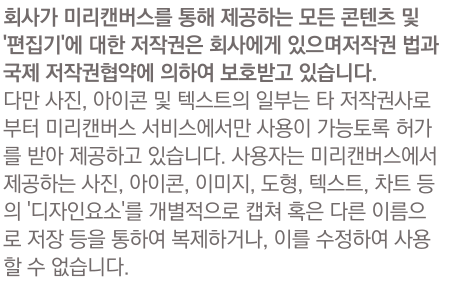 회사가 미리캔버스를 통해 제공하는 모든 콘텐츠 및
'편집기'에 대한 저작권은 회사에게 있으며저작권 법과
국제 저작권협약에 의하여 보호받고 있습니다.
다만 사진, 아이콘 및 텍스트의 일부는 타 저작권사로
부터 미리캔버스 서비스에서만 사용이 가능토록 허가
를 받아 제공하고 있습니다. 사용자는 미리캔버스에서
제공하는 사진, 아이콘, 이미지, 도형, 텍스트, 차트 등
의 '디자인요소'를 개별적으로 캡쳐 혹은 다른 이름으
로 저장 등을 통하여 복제하거나, 이를 수정하여 사용
할 수 없습니다.